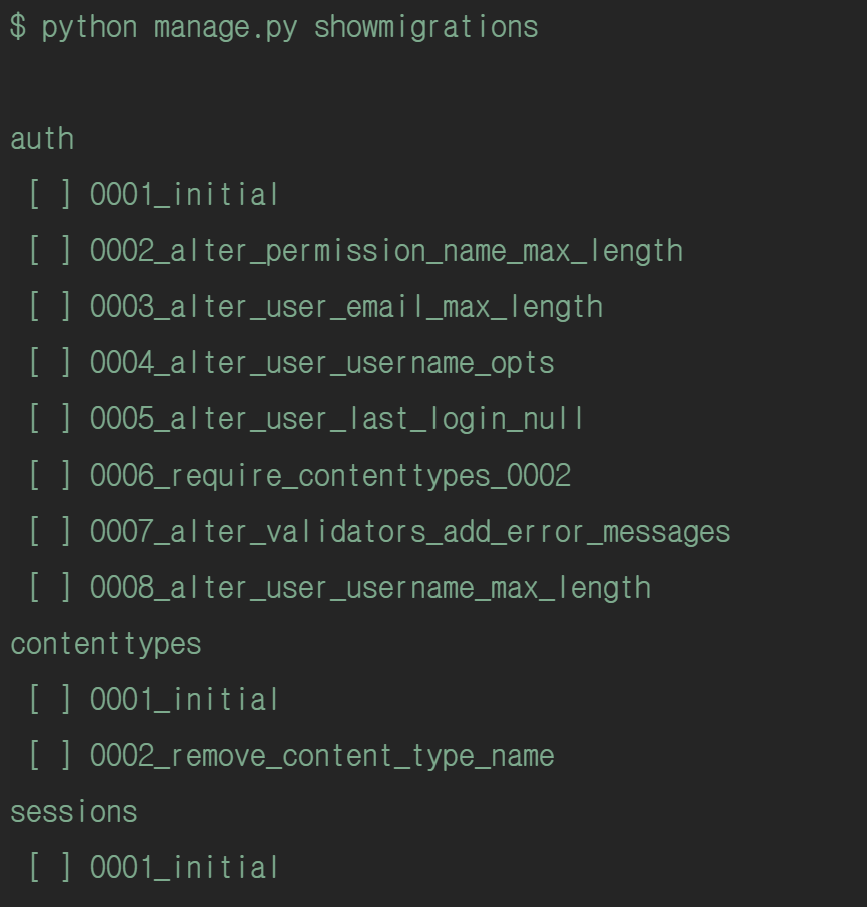 $ python manage.py showmigrations
auth
[ ] 0001_initial
[ ] 0002_alter_permission_name_max_length
[ ] 0003_alter_user_email_max_length
[ ] 0004_alter_user_username_opts
[ ] 0005_alter_user_last_login_null
[ ] 0006_require_contenttypes_0002
[ ] 0007_alter_validators_add_error_messages
[ ] 0008_alter_user_username_max_length
contenttypes
[ ] 0001_initial
[ ] 0002_remove_content_type_name
sessions
[ ] 0001_initial